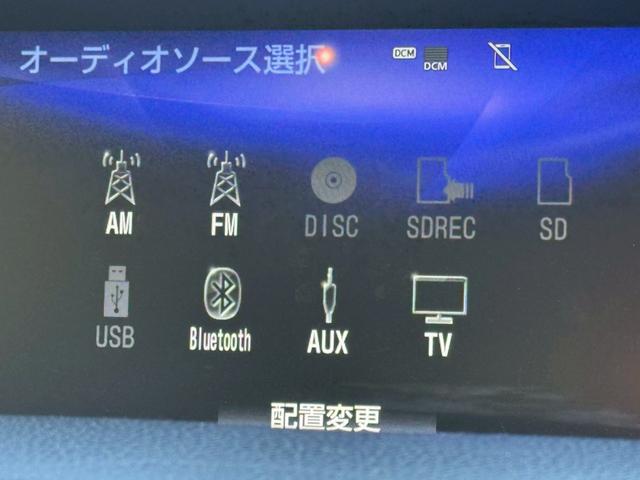 オーディオソース選択 DCM
DCM
AM FM DISC SDREC SD
USB Bluetooth AUX TV
配置変更